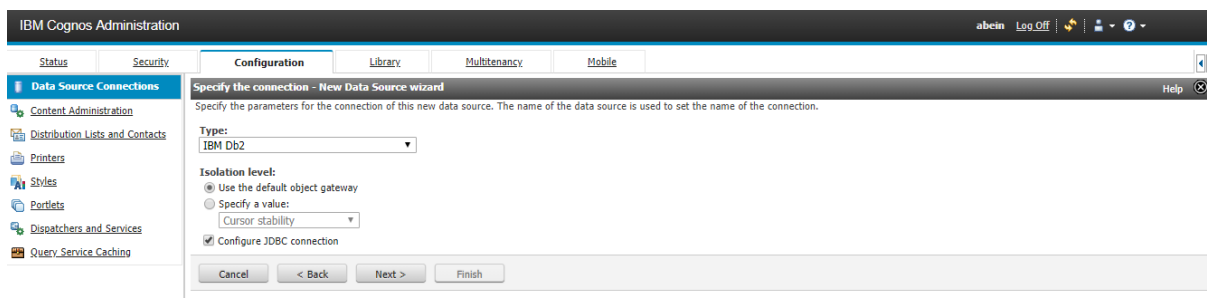 IBM Cognos Administration
abein Log Off
Status Security Configuration Library Multitenancy Mobile
Data Source Connections
Content Administration
Distribution Lists and Contacts
Printers
Styles
Portlets
Dispatchers and Services
Query Service Caching
Specify the connection - New Data Source wizard
Help
Specify the parameters for the connection of this new data source. The name of the data source is used to set the name of the connection.
Type:
IBM Db2
Isolation level:
Use the default object gateway
Specify a value:
Cursor stability
Configure JDBC connection
Cancel < Back Next > Finish